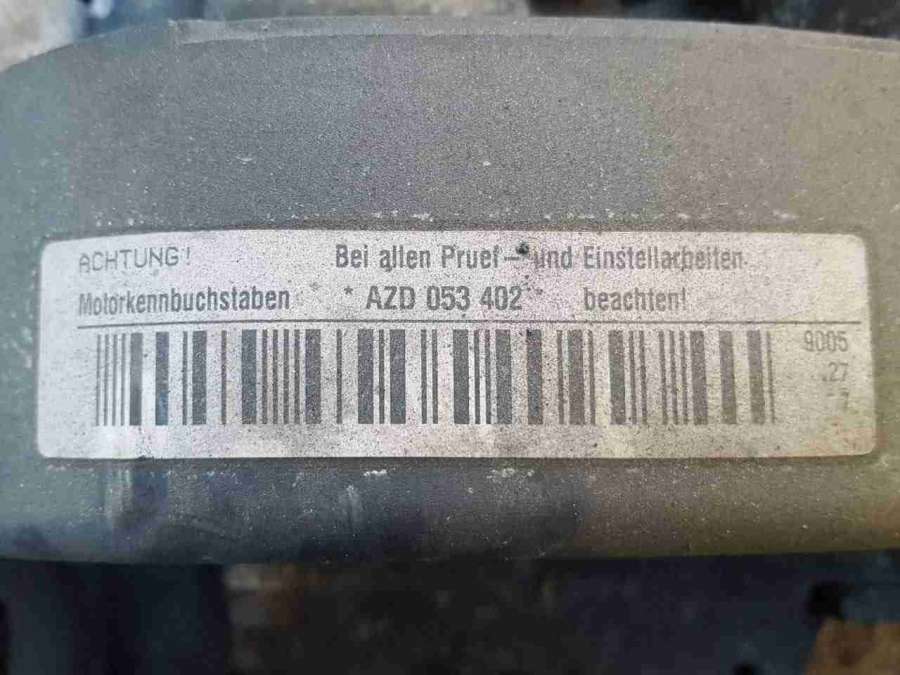 ACHTUNG! Bei allen Pruef- und Einstellarbeiten
Motorkennbuchstaben * AZD 053 402 * beachten!
9005
27